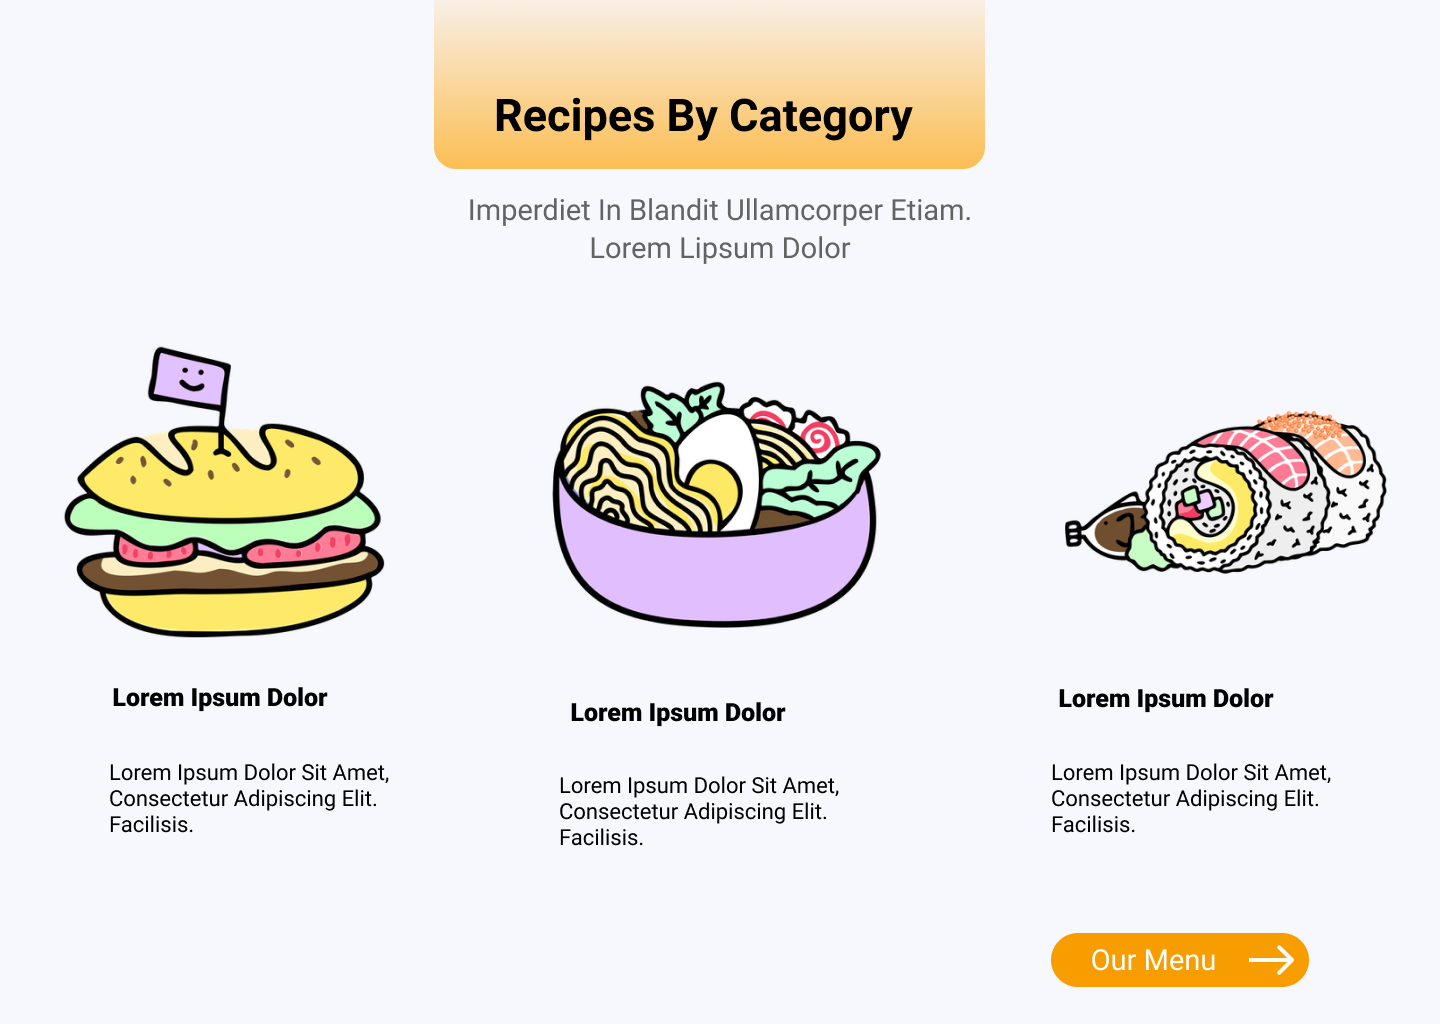 Recipes By Category
Imperdiet In Blandit Ullamcorper Etiam.
Lorem Lipsum Dolor
Lorem Ipsum Dolor
Lorem Ipsum Dolor Sit Amet,
Consectetur Adipiscing Elit.
Facilisis.
Lorem Ipsum Dolor
Lorem Ipsum Dolor Sit Amet,
Consectetur Adipiscing Elit.
Facilisis.
Lorem Ipsum Dolor
Lorem Ipsum Dolor Sit Amet,
Consectetur Adipiscing Elit.
Facilisis.
Our Menu